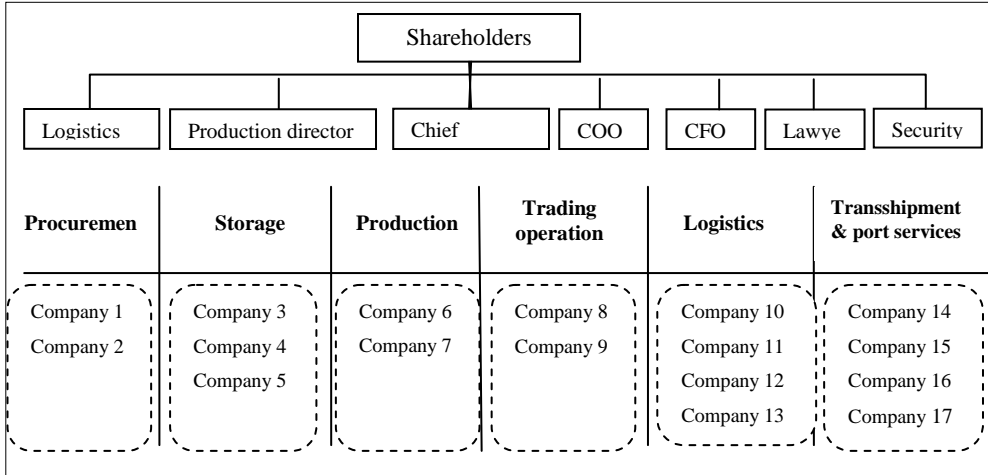 Shareholders
Logistics
Production director
Chief
COO
CFO
Lawye
Security
Procuremen
Storage
Production
Trading
operation
Logistics
Transshipment
& port services
Company 1
Company 2
Company 3
Company 4
Company 5
Company 6
Company 7
Company 8
Company 9
Company 10
Company 11
Company 12
Company 13
Company 14
Company 15
Company 16
Company 17